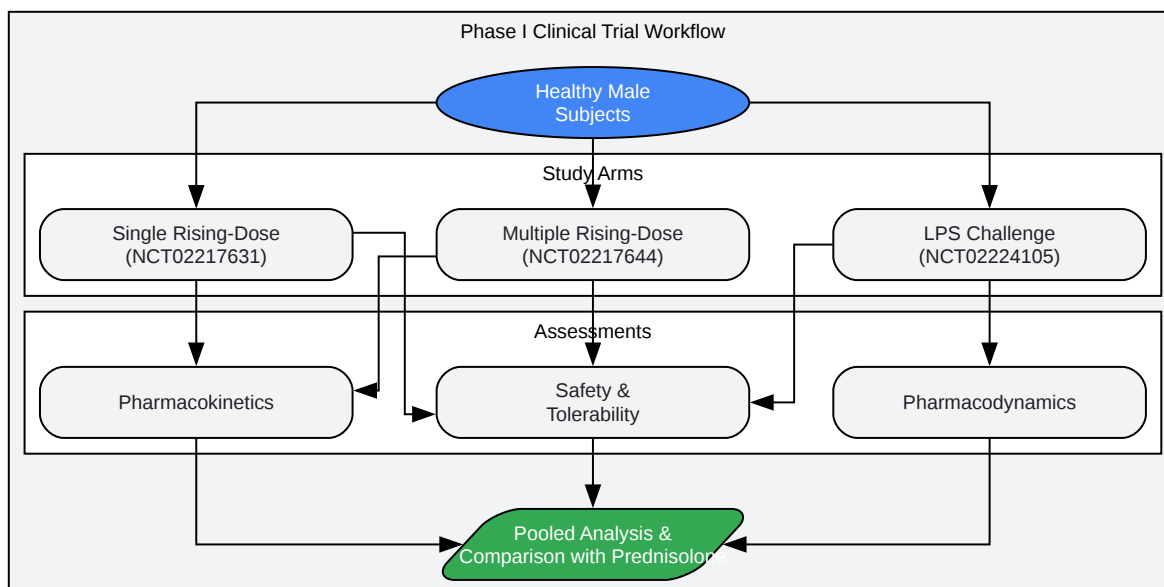 Phase I Clinical Trial Workflow
Healthy Male
Subjects
Study Arms
Single Rising-Dose
(NCT02217631)
Multiple Rising-Dose
(NCT02217644)
LPS Challenge
(NCT02224105)
Assessments
Pharmacokinetics
Safety &
Tolerability
Pharmacodynamics
Pooled Analysis &
Comparison with Prednisolone